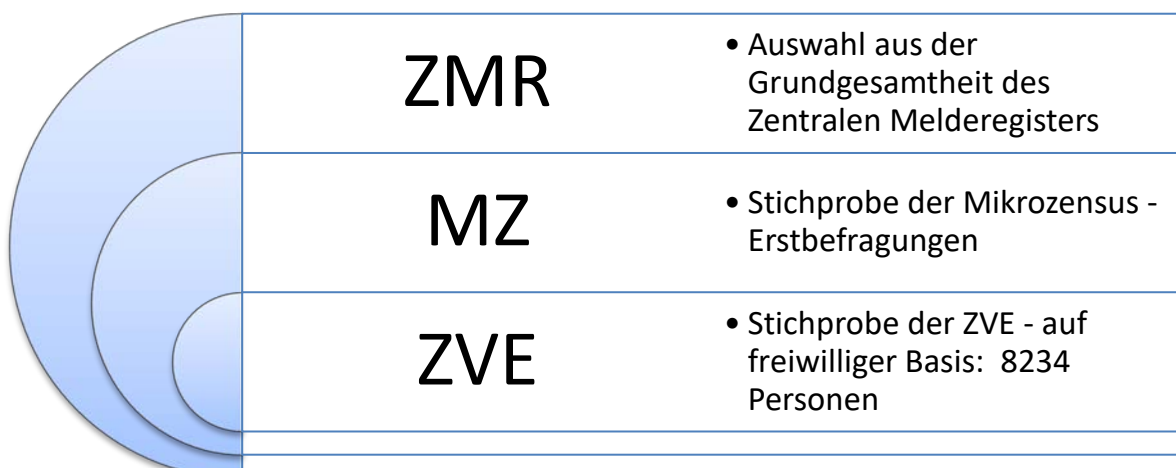 ZMR
• Auswahl aus der
Grundgesamtheit des
Zentralen Melderegisters
MZ
• Stichprobe der Mikrozensus -
Erstbefragungen
ZVE
• Stichprobe der ZVE - auf
freiwilliger Basis: 8234
Personen